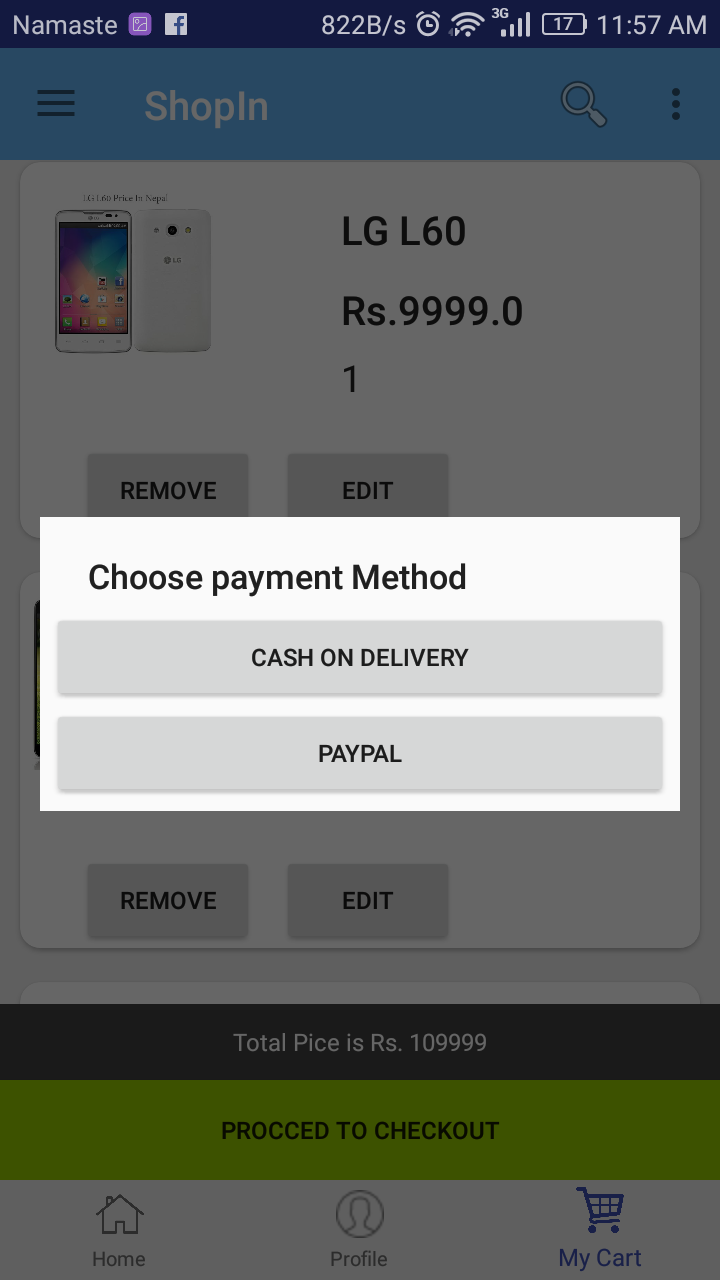 Namaste 822B/s 3G 17 11:57 AM
ShopIn
LG L60 Price In Nepal
LG L60
Rs.9999.0
1
LG
LG
REMOVE EDIT
Choose payment Method
CASH ON DELIVERY
PAYPAL
REMOVE EDIT
Total Pice is Rs. 109999
PROCCED TO CHECKOUT
Home Profile My Cart